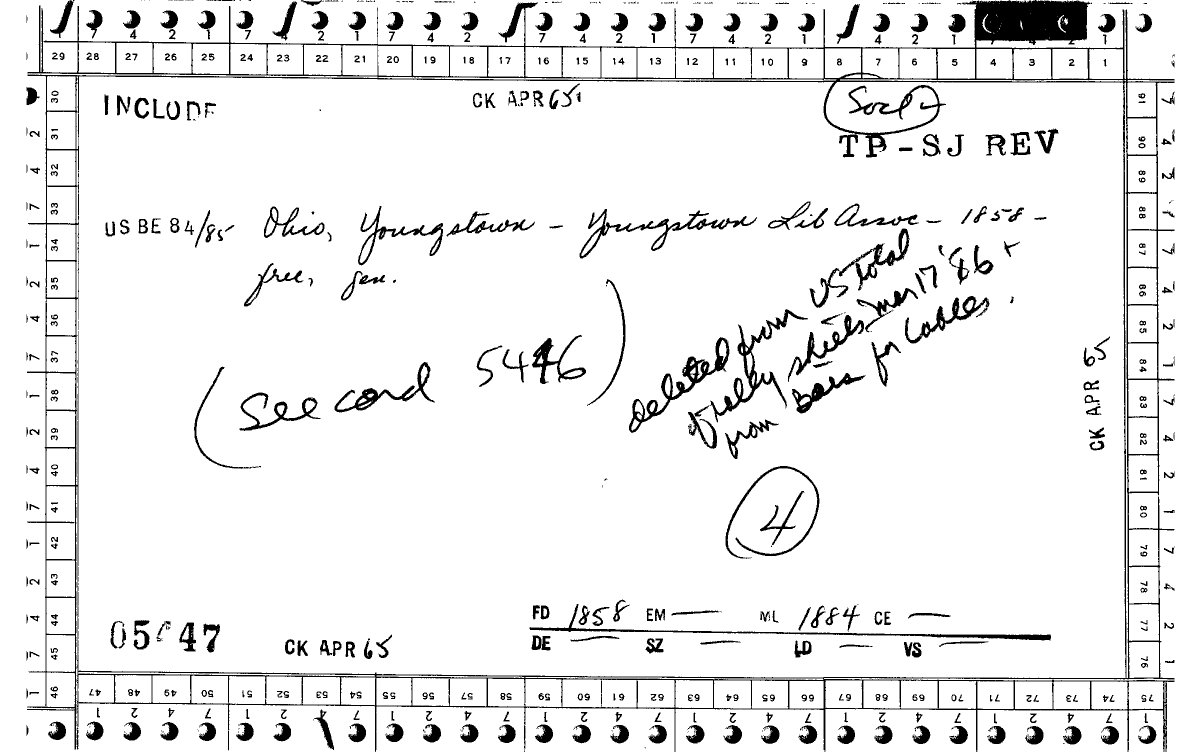 29 28 27 26 25 24 23 22 21 20 19 18 17 16 15 14 13 12 11 10 9 8 7 6 5 4 3 2 1
INCLUDE
CK APR 65
TP-SJ REV
US BE 84/85 Ohio, Youngstown - Youngstown Lib Assoc - 1858 -
free, gen.
(See card 5446)
deleted from US Total
tally sheets Mar 17 '86 +
from for tables.
CK APR 65
4
FD 1858 EM — ML 1884 CE —
DE — SZ — LD — VS —
05 47
CK APR 65
30 31 32 33 34 35 36 37 38 39 40 41 42 43 44 45 46
91 90 89 88 87 86 85 84 83 82 81 80 79 78 77 76 75
47 48 49 50 51 52 53 54 55 56 57 58 59 60 61 62 63 64 65 66 67 68 69 70 71 72 73 74